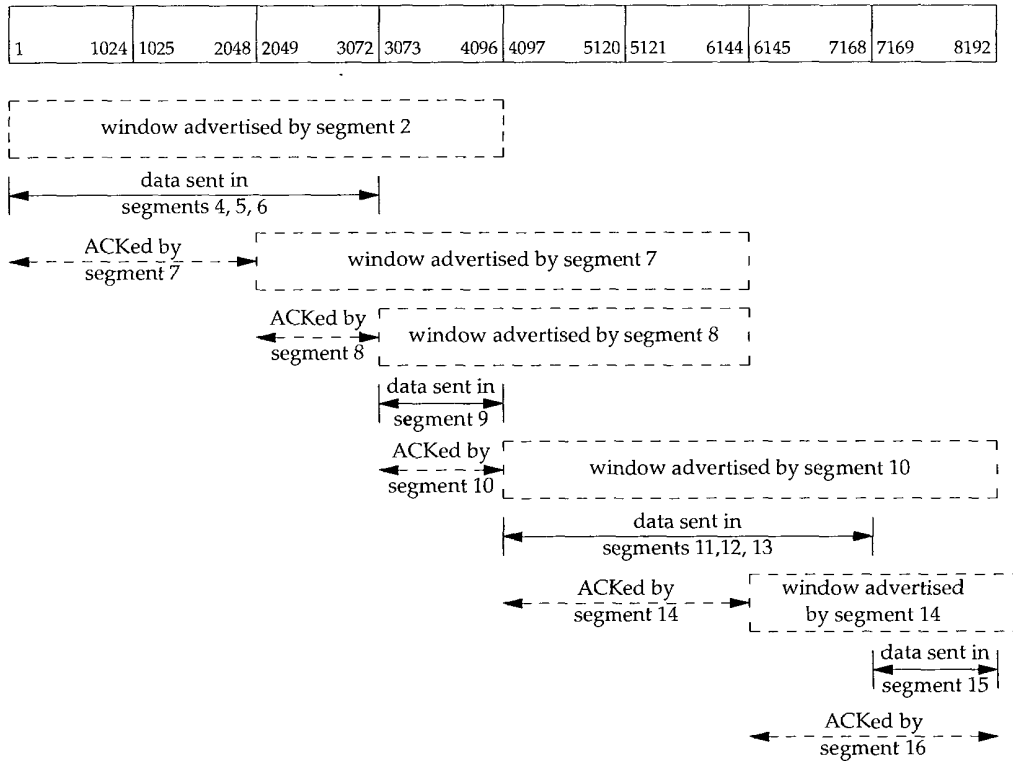 1 1024 1025 2048 2049 3072 3073 4096 4097 5120 5121 6144 6145 7168 7169 8192
window advertised by segment 2
data sent in
segments 4, 5, 6
ACKed by
segment 7
window advertised by segment 7
ACKed by
segment 8
window advertised by segment 8
data sent in
segment 9
ACKed by
segment 10
window advertised by segment 10
data sent in
segments 11,12, 13
ACKed by
segment 14
window advertised
by segment 14
data sent in
segment 15
ACKed by
segment 16